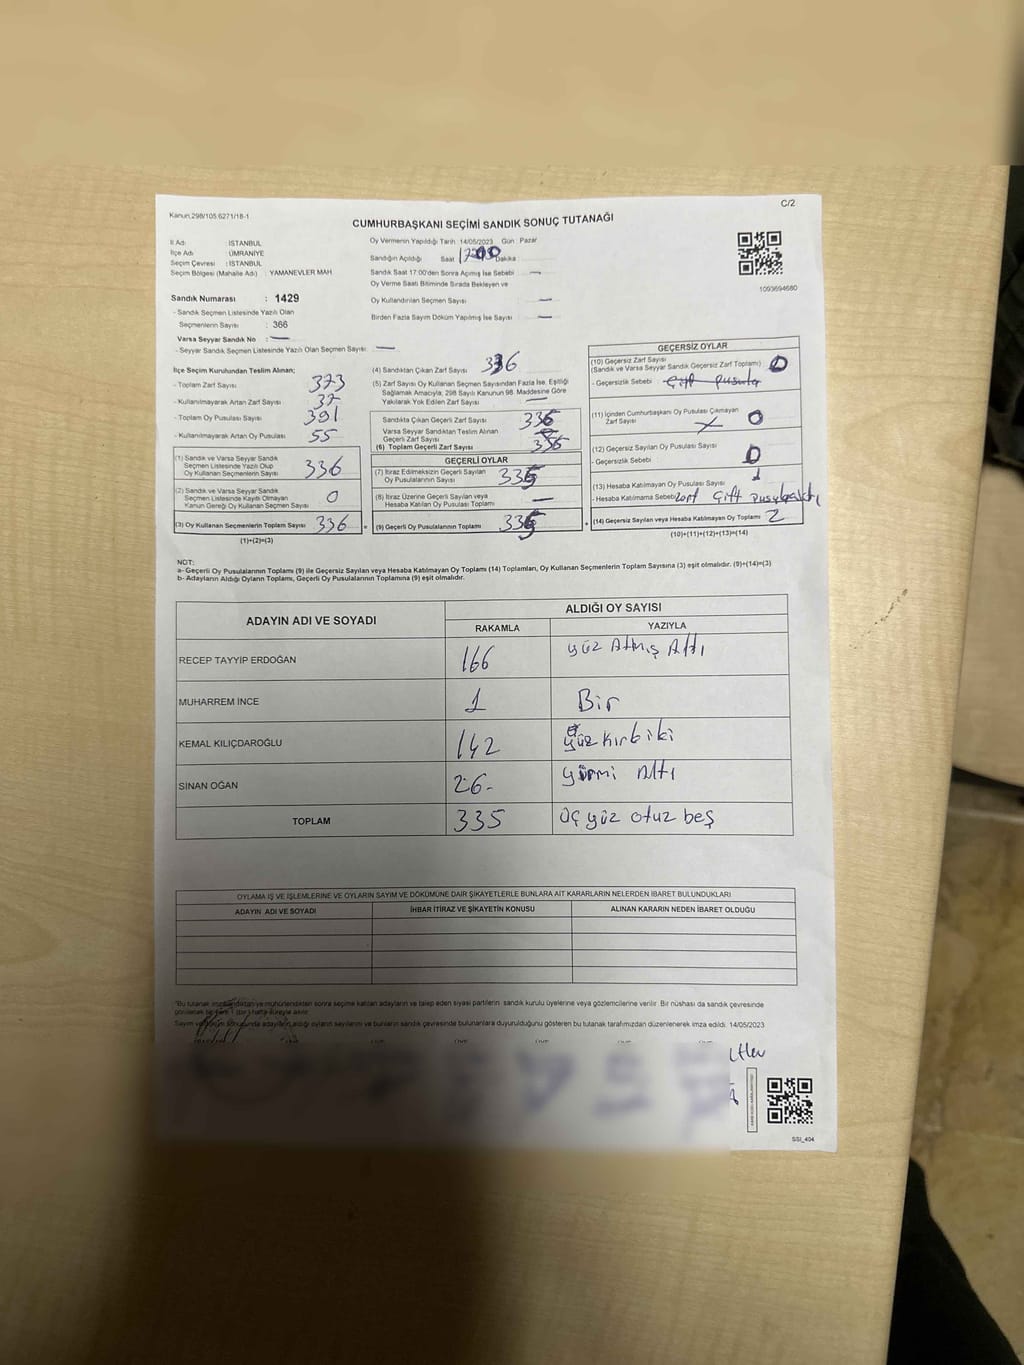 C/2
Kanun,298/105 6271/18-1
CUMHURBAŞKANI SEÇİMİ SANDIK SONUÇ TUTANAĞI
İl Adı : İSTANBUL
İlçe Adı : ÜMRANİYE
Seçim Çevresi : İSTANBUL
Seçim Bölgesi (Mahalle Adı) : YAMANEVLER MAH.
Oy Vermenin Yapıldığı Tarih : 14/05/2023 Gün : Pazar
Sandığın Açıldığı Saat Dakika
Sandık Saat 17:00'den Sonra Açmış İse Sebebi —
Oy Verme Saati Bitiminde Sırada Bekleyen ve
Oy Kullandırılan Seçmen Sayısı —
Birden Fazla Sayım Döküm Yapılmış İse Sayısı —
1093694680
Sandık Numarası : 1429
- Sandık Seçmen Listesinde Yazılı Olan
Seçmenlerin Sayısı : 366
Varsa Seyyar Sandık No : —
- Seyyar Sandık Seçmen Listesinde Yazılı Olan Seçmen Sayısı: —
İlçe Seçim Kurulundan Teslim Alınan;
- Toplam Zarf Sayısı 373
- Kullanılmayarak Artan Zarf Sayısı 37
- Toplam Oy Pusulası Sayısı 391
- Kullanılmayarak Artan Oy Pusulası 55
(1) Sandık ve Varsa Seyyar Sandık
Seçmen Listesinde Yazılı Olup
Oy Kullanan Seçmenlerin Sayısı 336
(2) Sandık ve Varsa Seyyar Sandık
Seçmen Listesinde Kayıtlı Olmayan
Kanun Gereği Oy Kullanan Seçmen Sayısı 0
(3) Oy Kullanan Seçmenlerin Toplam Sayısı 336
(1)+(2)=(3)
(4) Sandıktan Çıkan Zarf Sayısı 336
(5) Zarf Sayısı Oy Kullanan Seçmen Sayısından Fazla İse, Eşitliği
Sağlamak Amacıyla; 298 Sayılı Kanunun 98. Maddesine Göre
Yakılarak Yok Edilen Zarf Sayısı —
Sandıkta Çıkan Geçerli Zarf Sayısı 336
Varsa Seyyar Sandıktan Teslim Alınan
Geçerli Zarf Sayısı
(6) Toplam Geçerli Zarf Sayısı
GEÇERLİ OYLAR
(7) İtiraz Edilmeksizin Geçerli Sayılan
Oy Pusulasının Sayısı 335
(8) İtiraz Üzerine Geçerli Sayılan veya
Hesaba Katılan Oy Pusulası Toplamı —
(9) Geçerli Oy Pusulalarının Toplamı 335
GEÇERSİZ OYLAR
(10) Geçersiz Zarf Sayısı
(Sandık ve Varsa Seyyar Sandık Geçersiz Zarf Toplamı) 0
- Geçersizlik Sebebi Çift pusula
(11) İçinden Cumhurbaşkanı Oy Pusulası Çıkmayan
Zarf Sayısı 0
(12) Geçersiz Sayılan Oy Pusulası Sayısı 0
- Geçersizlik Sebebi
(13) Hesaba Katılmayan Oy Pusulası Sayısı 1
- Hesaba Katılmama Sebebi Çift
(14) Geçersiz Sayılan veya Hesaba Katılmayan Oy Toplamı 2
(10)+(11)+(12)+(13)=(14)
NOT:
a- Geçerli Oy Pusulalarının Toplamı (9) ile Geçersiz Sayılan veya Hesaba Katılmayan Oy Toplamı (14) Toplamları, Oy Kullanan Seçmenlerin Toplam Sayısına (3) eşit olmalıdır. (9)+(14)=(3)
b- Adayların Aldığı Oyların Toplamı, Geçerli Oy Pusulalarının Toplamına (9) eşit olmalıdır.
ADAYIN ADI VE SOYADI ALDIĞI OY SAYISI
RAKAMLA YAZIYLA
RECEP TAYYİP ERDOĞAN 166 yüz Atmış Altı
MUHARREM İNCE 1 Bir
KEMAL KILIÇDAROĞLU 142 yüz kırk iki
SİNAN OĞAN 26- yirmi Altı
TOPLAM 335 üç yüz otuz beş
OYLAMA İŞ VE İŞLEMLERİNE VE OYLARIN SAYIM VE DÖKÜMÜNE DAİR ŞİKAYETLERLE BUNLARA AİT KARARLARIN NELERDEN İBARET BULUNDUKLARI
ADAYIN ADI VE SOYADI İHBAR İTİRAZ VE ŞİKAYETİN KONUSU ALINAN KARARIN NEDEN İBARET OLDUĞU
"Bu tutanak imzalandıktan ve mühürlendikten sonra seçime katılan adayların ve talep eden siyasi partilerin sandık kurulu üyelerine veya gözlemcilerine verilir. Bir nüshası da sandık çevresinde
Sayım ve döküm sonucunda adayların aldığı oyların sayılarını ve bunların sandık çevresinde bulunanlara duyurulduğunu gösteren bu tutanak tarafımızdan düzenlenerek imza edildi. 14/05/2023
SSI_404